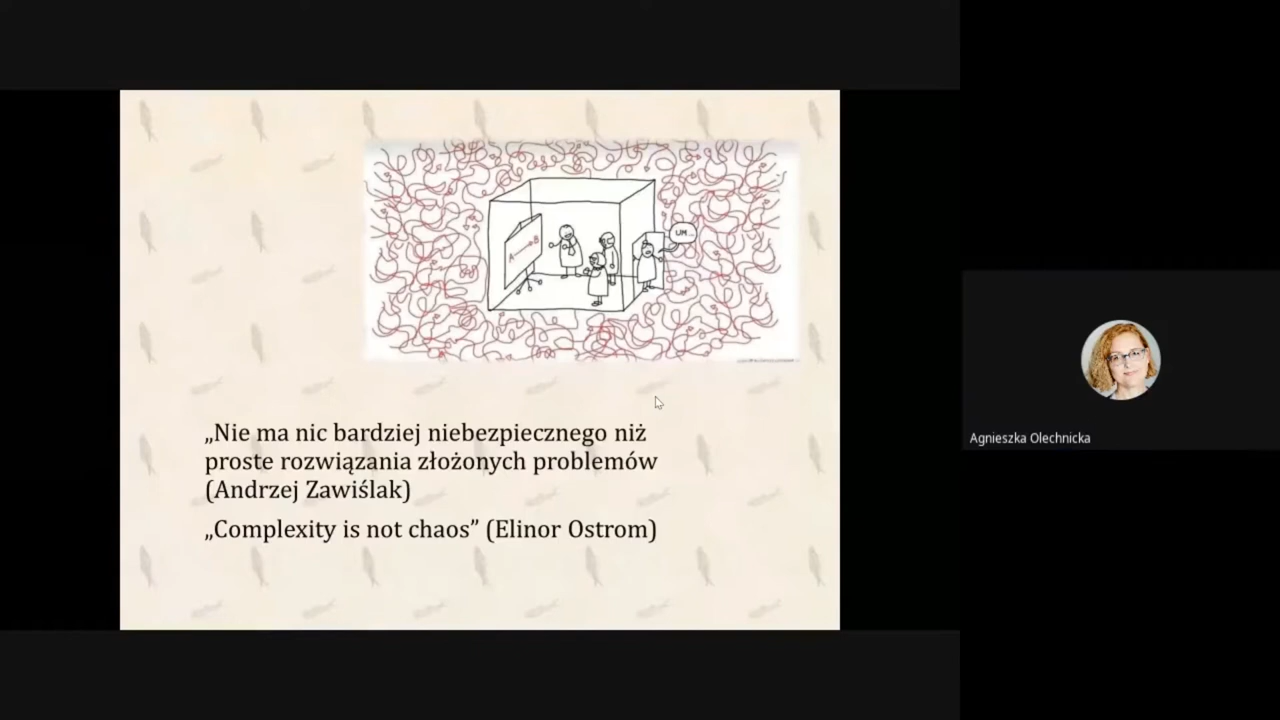 A
B
UM...
„Nie ma nic bardziej niebezpiecznego niż
proste rozwiązania złożonych problemów
(Andrzej Zawiślak)
„Complexity is not chaos” (Elinor Ostrom)
Agnieszka Olechnicka